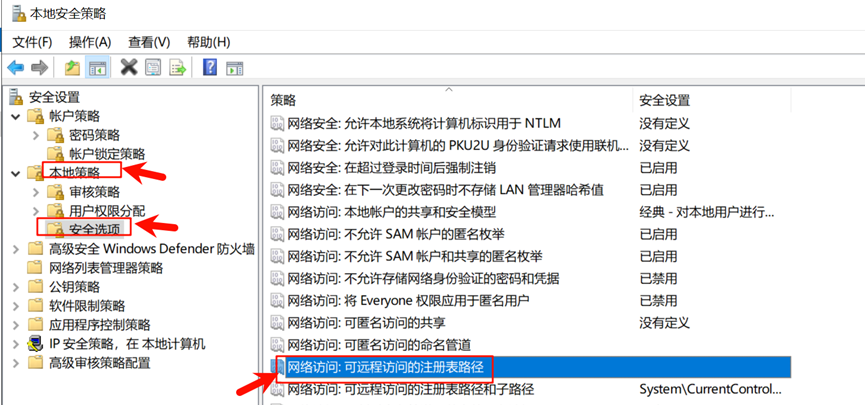 本地安全策略
文件(F) 操作(A) 查看(V) 帮助(H)
安全设置
帐户策略
密码策略
帐户锁定策略
本地策略
审核策略
用户权限分配
安全选项
高级安全 Windows Defender 防火墙
网络列表管理器策略
公钥策略
软件限制策略
应用程序控制策略
IP 安全策略，在 本地计算机
高级审核策略配置
策略 安全设置
网络安全: 允许本地系统将计算机标识用于 NTLM 没有定义
网络安全: 允许对此计算机的 PKU2U 身份验证请求使用联机... 没有定义
网络安全: 在超过登录时间后强制注销 已启用
网络安全: 在下一次更改密码时不存储 LAN 管理器哈希值 已启用
网络访问: 本地帐户的共享和安全模型 经典 - 对本地用户进行...
网络访问: 不允许 SAM 帐户的匿名枚举 已启用
网络访问: 不允许 SAM 帐户和共享的匿名枚举 已启用
网络访问: 不允许存储网络身份验证的密码和凭据 已禁用
网络访问: 将 Everyone 权限应用于匿名用户 已禁用
网络访问: 可匿名访问的共享 没有定义
网络访问: 可匿名访问的命名管道
网络访问: 可远程访问的注册表路径
网络访问: 可远程访问的注册表路径和子路径 System\CurrentControl...